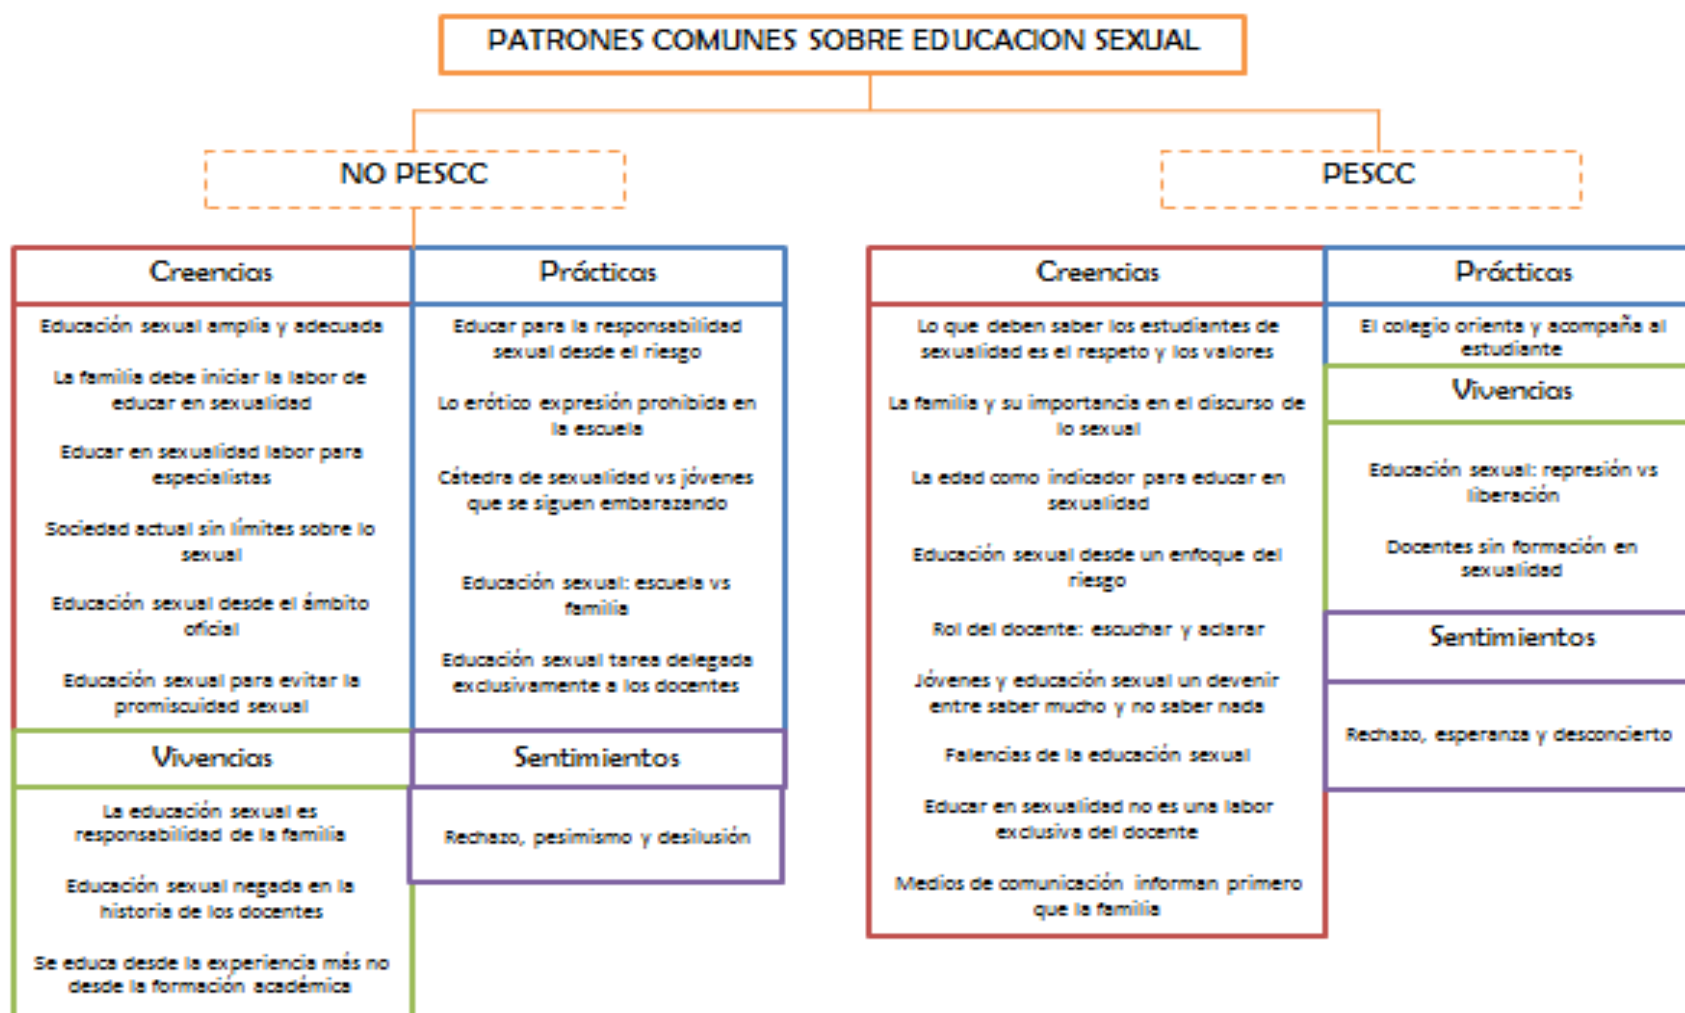 PATRONES COMUNES SOBRE EDUCACION SEXUAL
NO PESCC
Creencias
Educación sexual amplia y adecuada
La familia debe iniciar la labor de
educar en sexualidad
Educar en sexualidad labor para
especialistas
Sociedad actual sin límites sobre lo
sexual
Educación sexual desde el ámbito
oficial
Educación sexual para evitar la
promiscuidad sexual
Prácticas
Educar para la responsabilidad
sexual desde el riesgo
Lo erótico expresión prohibida en
la escuela
Cátedra de sexualidad vs jóvenes
que se siguen embarazando
Educación sexual: escuela vs
familia
Educación sexual tarea delegada
exclusivamente a los docentes
Vivencias
La educación sexual es
responsabilidad de la familia
Educación sexual negada en la
historia de los docentes
Se educa desde la experiencia más no
desde la formación académica
Sentimientos
Rechazo, pesimismo y desilusión
PESCC
Creencias
Lo que deben saber los estudiantes de
sexualidad es el respeto y los valores
La familia y su importancia en el discurso de
lo sexual
La edad como indicador para educar en
sexualidad
Educación sexual desde un enfoque del
riesgo
Rol del docente: escuchar y aclarar
Jóvenes y educación sexual un devenir
entre saber mucho y no saber nada
Falencias de la educación sexual
Educar en sexualidad no es una labor
exclusiva del docente
Medios de comunicación informan primero
que la familia
Prácticas
El colegio orienta y acompaña al
estudiante
Vivencias
Educación sexual: represión vs
liberación
Docentes sin formación en
sexualidad
Sentimientos
Rechazo, esperanza y desconcierto